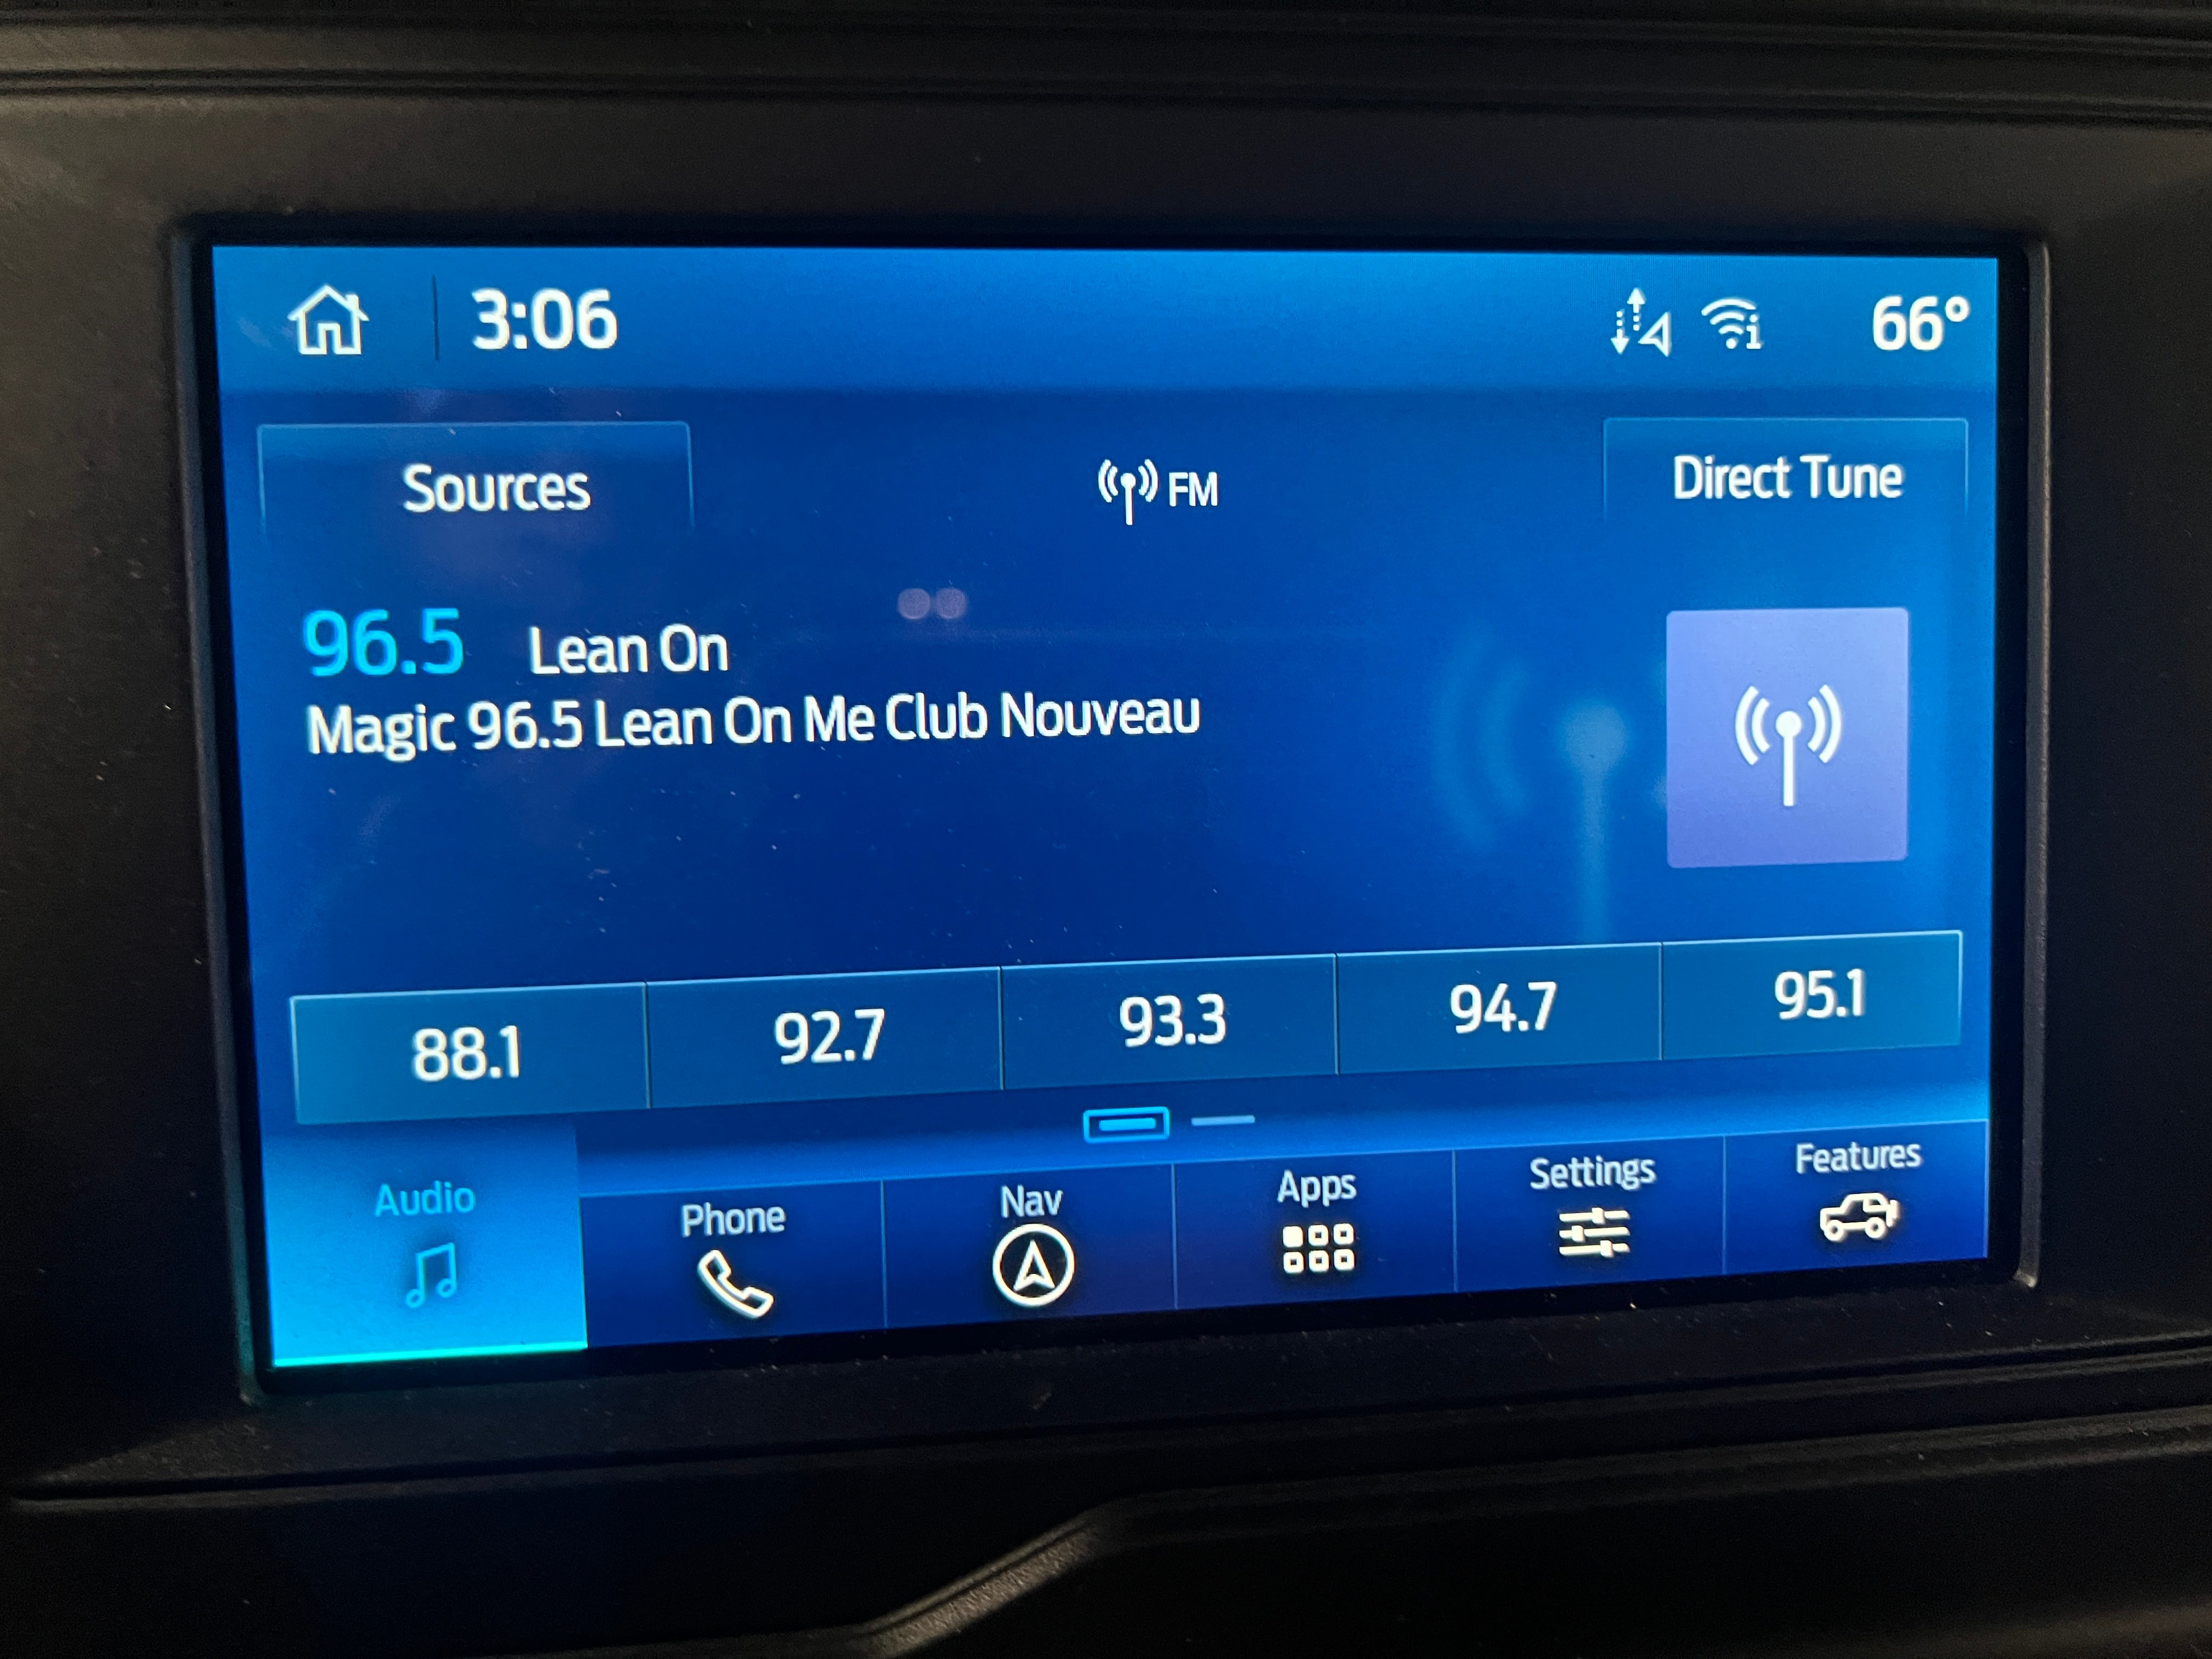 3:06
66°
Sources
FM
Direct Tune
96.5 Lean On
Magic 96.5 Lean On Me Club Nouveau
88.1 92.7 93.3 94.7 95.1
Audio Phone Nav Apps Settings Features